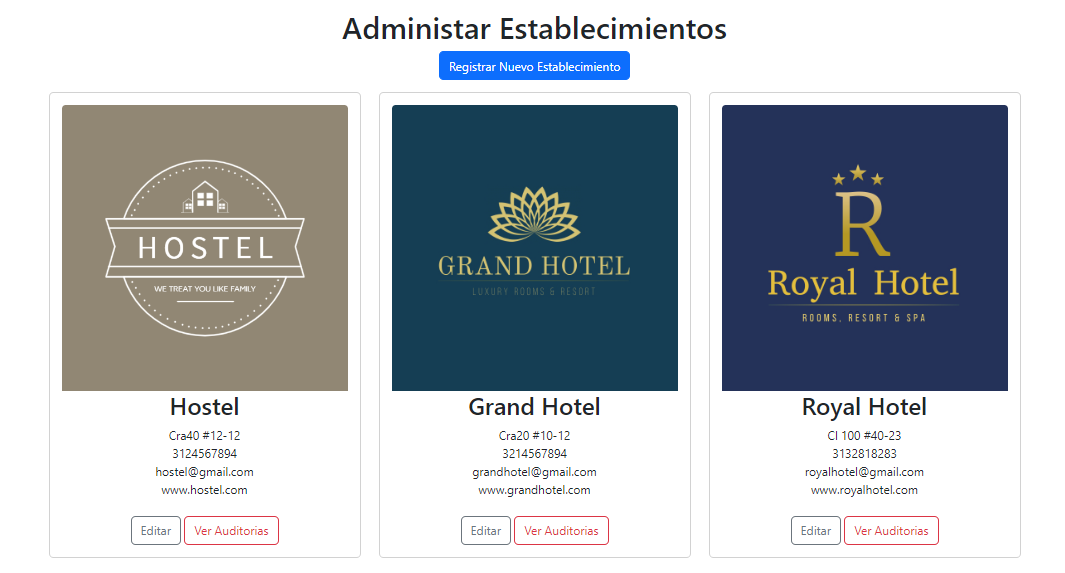 Administar Establecimientos
Registrar Nuevo Establecimiento
HOSTEL
WE TREAT YOU LIKE FAMILY
Hostel
Cra40 #12-12
3124567894
hostel@gmail.com
www.hostel.com
Editar Ver Auditorias
GRAND HOTEL
LUXURY ROOMS & RESORT
Grand Hotel
Cra20 #10-12
3214567894
grandhotel@gmail.com
www.grandhotel.com
Editar Ver Auditorias
R
Royal Hotel
ROOMS, RESORT & SPA
Royal Hotel
Cl 100 #40-23
3132818283
royalhotel@gmail.com
www.royalhotel.com
Editar Ver Auditorias